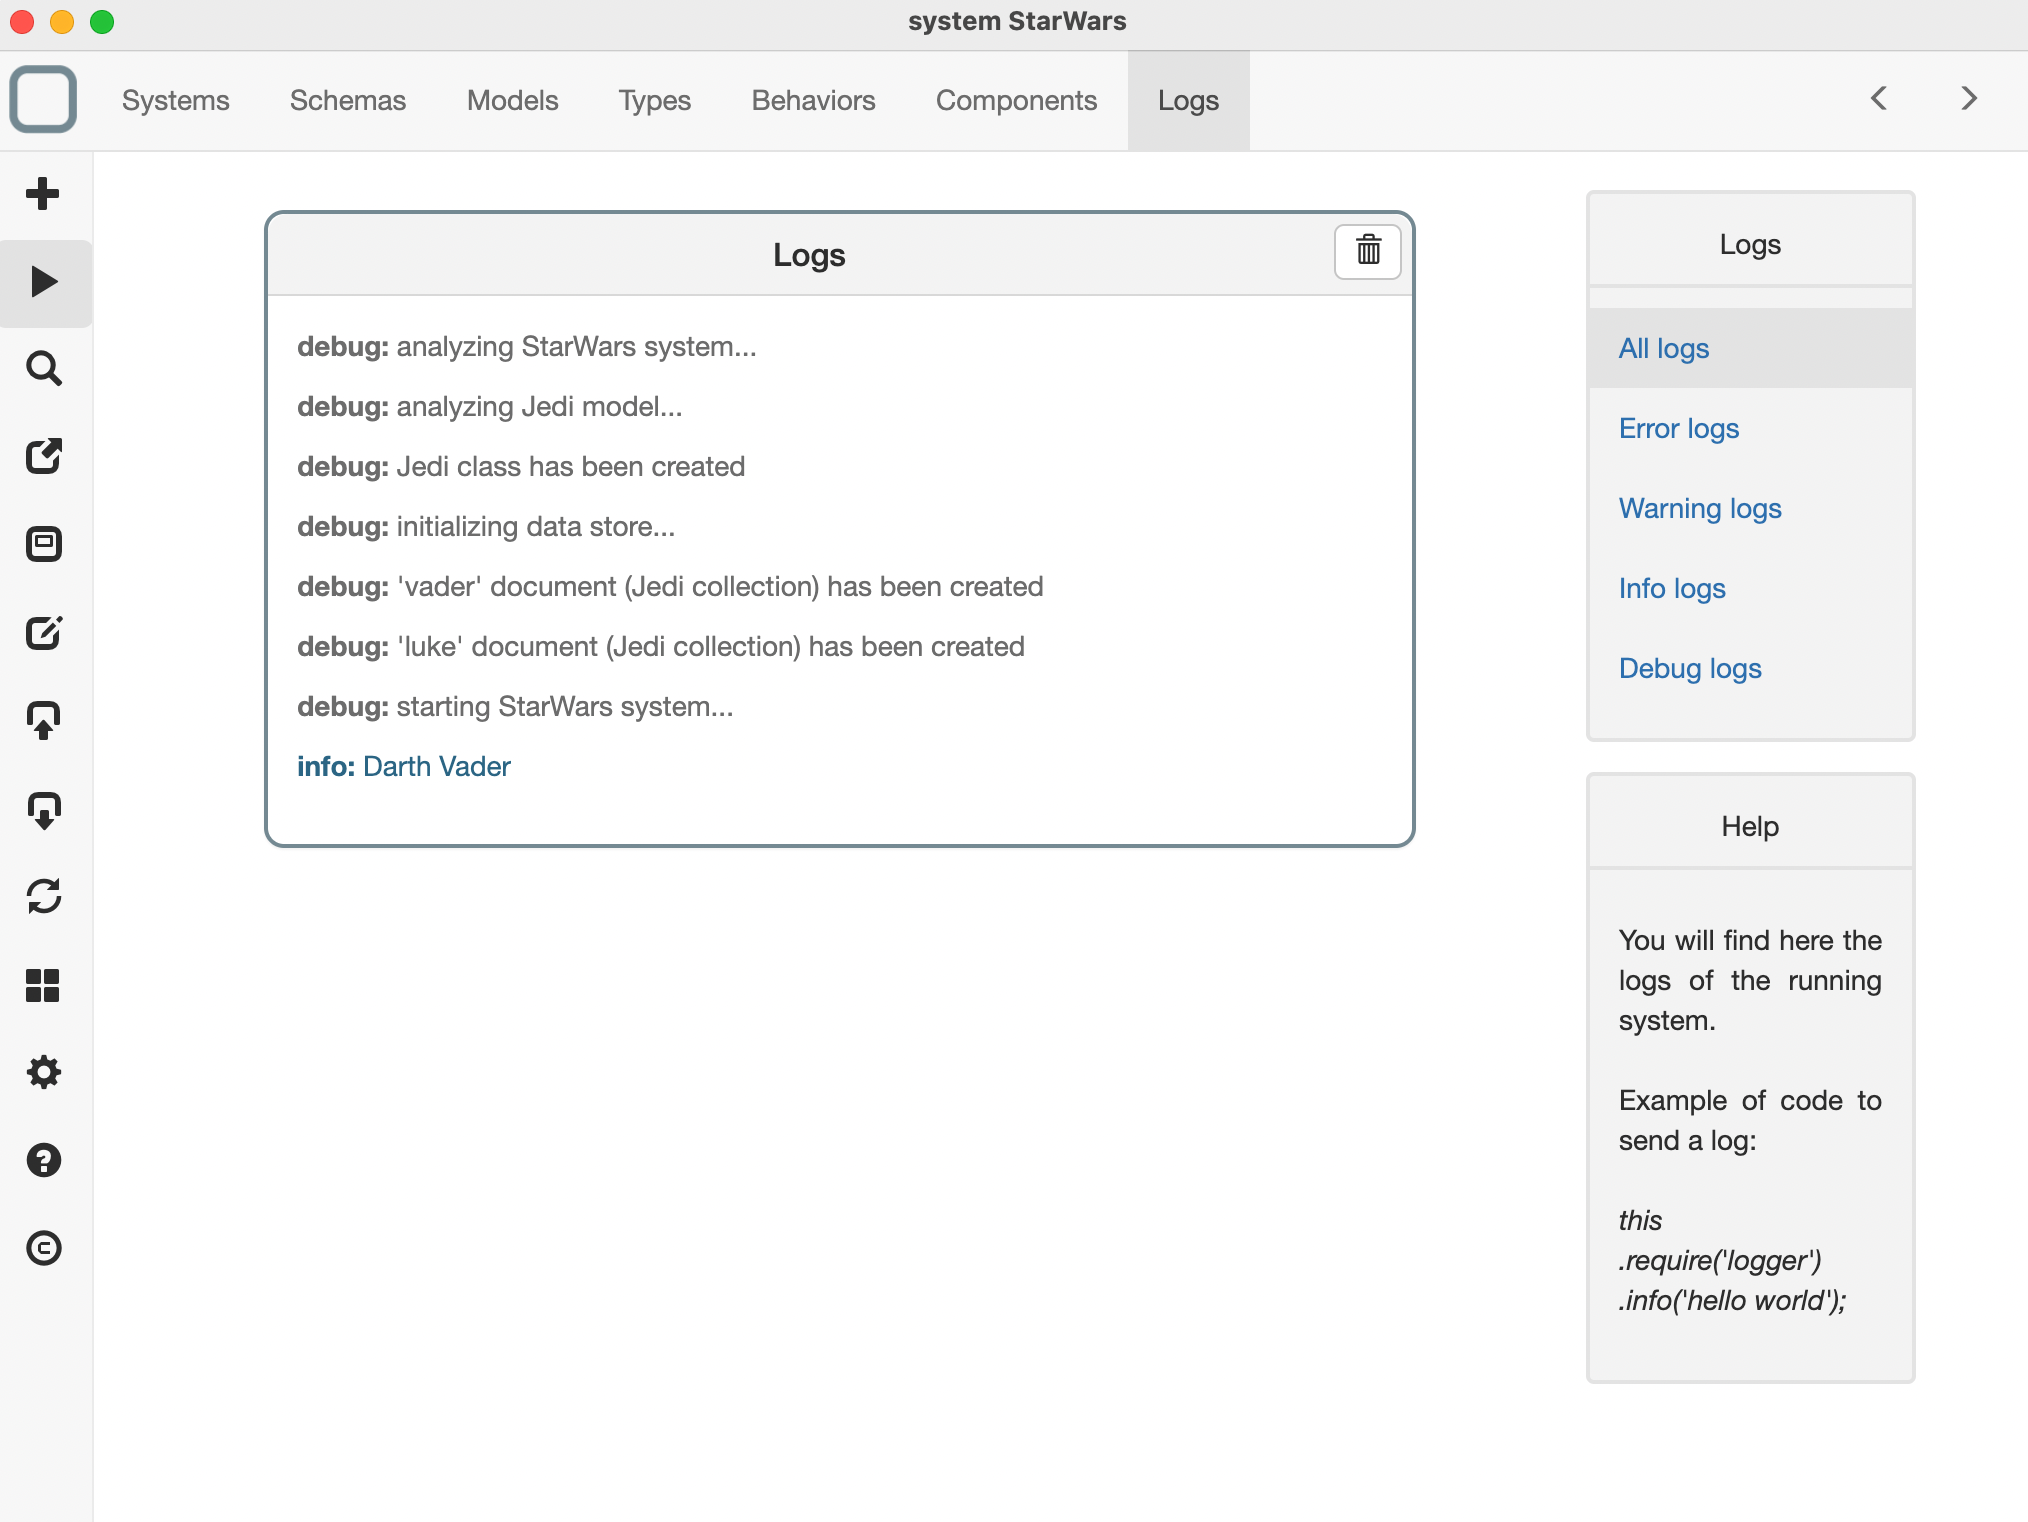 system StarWars
Systems Schemas Models Types Behaviors Components Logs
Logs
debug: analyzing StarWars system...
debug: analyzing Jedi model...
debug: Jedi class has been created
debug: initializing data store...
debug: 'vader' document (Jedi collection) has been created
debug: 'luke' document (Jedi collection) has been created
debug: starting StarWars system...
info: Darth Vader
Logs
All logs
Error logs
Warning logs
Info logs
Debug logs
Help
You will find here the
logs of the running
system.
Example of code to
send a log:
this
.require('logger')
.info('hello world');